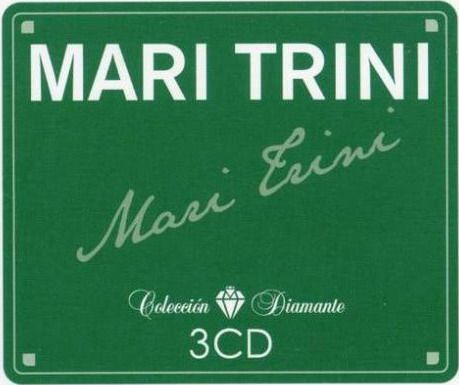 MARI TRINI
Mari Trini
Colección Diamante
3CD